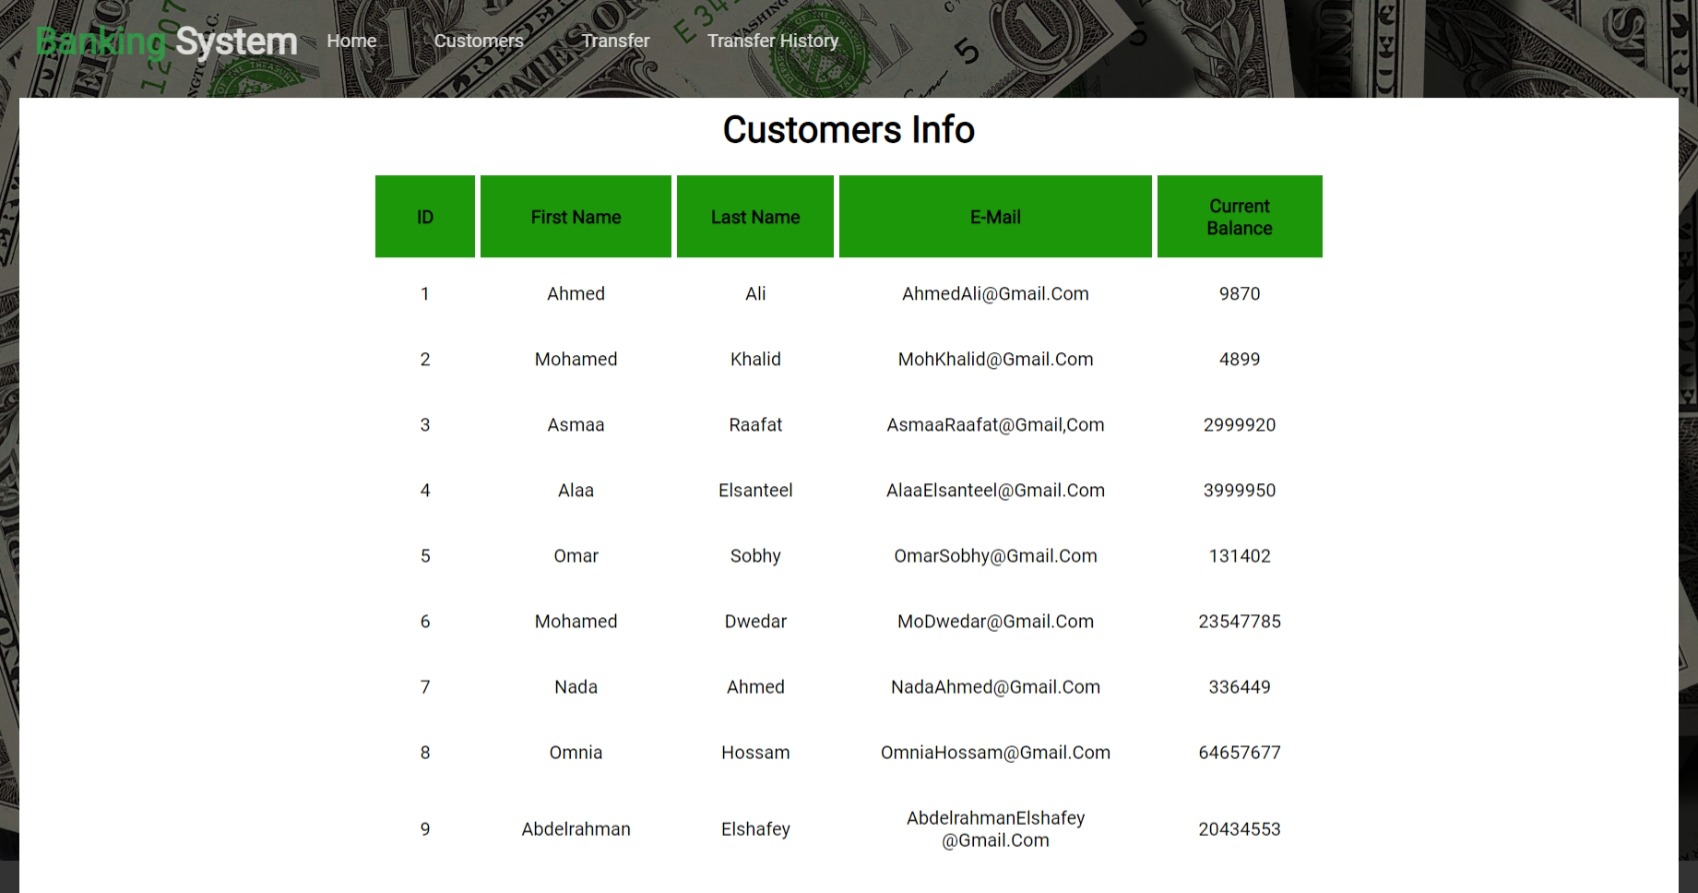 Banking System Home Customers Transfer Transfer History
Customers Info
ID First Name Last Name E-Mail Current Balance
1 Ahmed Ali AhmedAli@Gmail.Com 9870
2 Mohamed Khalid MohKhalid@Gmail.Com 4899
3 Asmaa Raafat AsmaaRaafat@Gmail,Com 2999920
4 Alaa Elsanteel AlaaElsanteel@Gmail.Com 3999950
5 Omar Sobhy OmarSobhy@Gmail.Com 131402
6 Mohamed Dwedar MoDwedar@Gmail.Com 23547785
7 Nada Ahmed NadaAhmed@Gmail.Com 336449
8 Omnia Hossam OmniaHossam@Gmail.Com 64657677
9 Abdelrahman Elshafey AbdelrahmanElshafey
@Gmail.Com 20434553